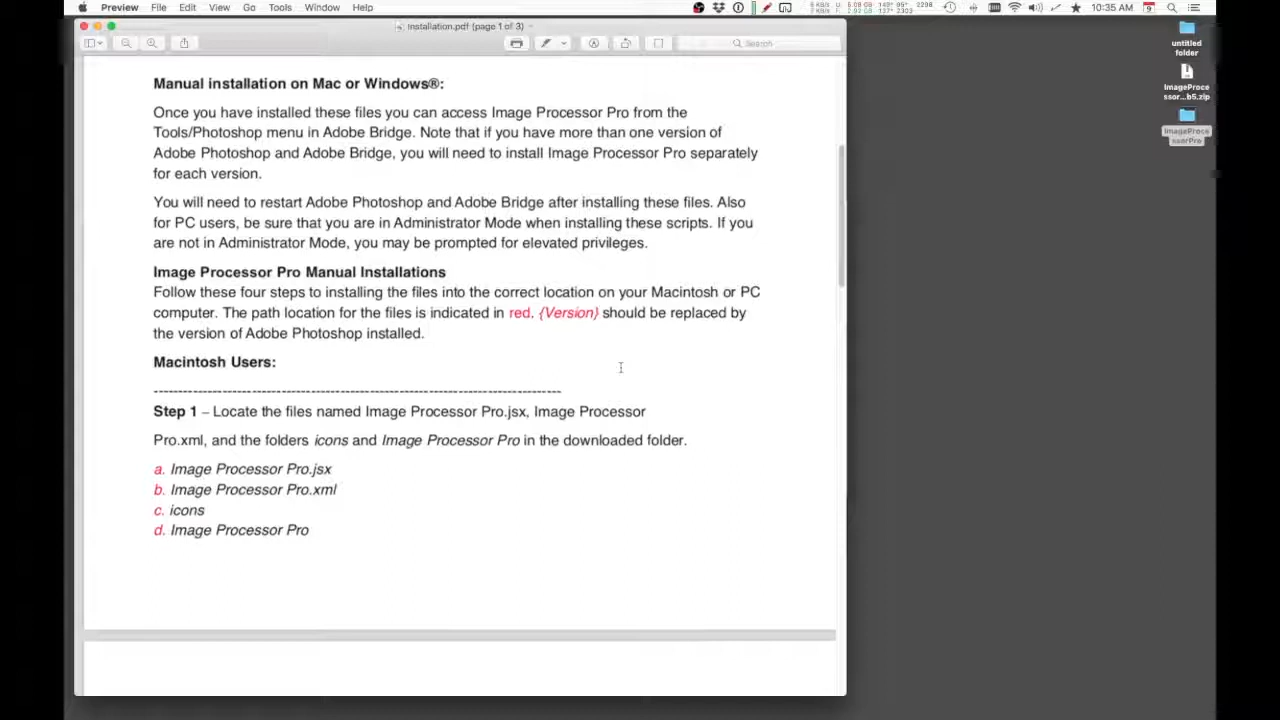 Preview File Edit View Go Tools Window Help
10:35 AM
Installation.pdf (page 1 of 3)
Search
Manual installation on Mac or Windows®:
Once you have installed these files you can access Image Processor Pro from the
Tools/Photoshop menu in Adobe Bridge. Note that if you have more than one version of
Adobe Photoshop and Adobe Bridge, you will need to install Image Processor Pro separately
for each version.
You will need to restart Adobe Photoshop and Adobe Bridge after installing these files. Also
for PC users, be sure that you are in Administrator Mode when installing these scripts. If you
are not in Administrator Mode, you may be prompted for elevated privileges.
Image Processor Pro Manual Installations
Follow these four steps to installing the files into the correct location on your Macintosh or PC
computer. The path location for the files is indicated in red. {Version} should be replaced by
the version of Adobe Photoshop installed.
Macintosh Users:
--------------------------------------------------------------------------------------
Step 1 – Locate the files named Image Processor Pro.jsx, Image Processor
Pro.xml, and the folders icons and Image Processor Pro in the downloaded folder.
a. Image Processor Pro.jsx
b. Image Processor Pro.xml
c. icons
d. Image Processor Pro
untitled
folder
ImageProce
ssor...b5.zip
ImageProce
ssorPro